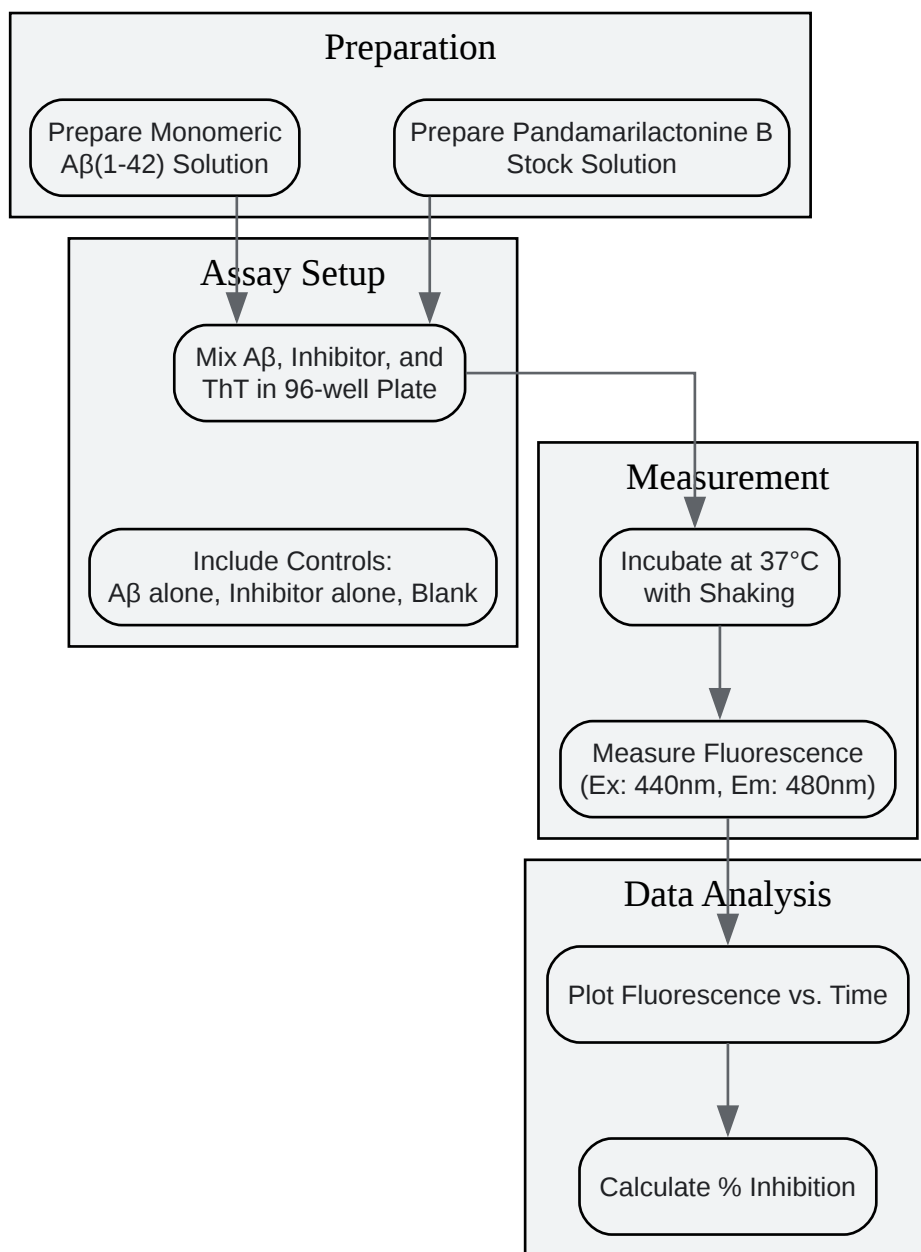 Preparation
Prepare Monomeric
Aβ(1-42) Solution
Prepare Pandamarilactonine B
Stock Solution
Assay Setup
Mix Aβ, Inhibitor, and
ThT in 96-well Plate
Include Controls:
Aβ alone, Inhibitor alone, Blank
Measurement
Incubate at 37°C
with Shaking
Measure Fluorescence
(Ex: 440nm, Em: 480nm)
Data Analysis
Plot Fluorescence vs. Time
Calculate % Inhibition